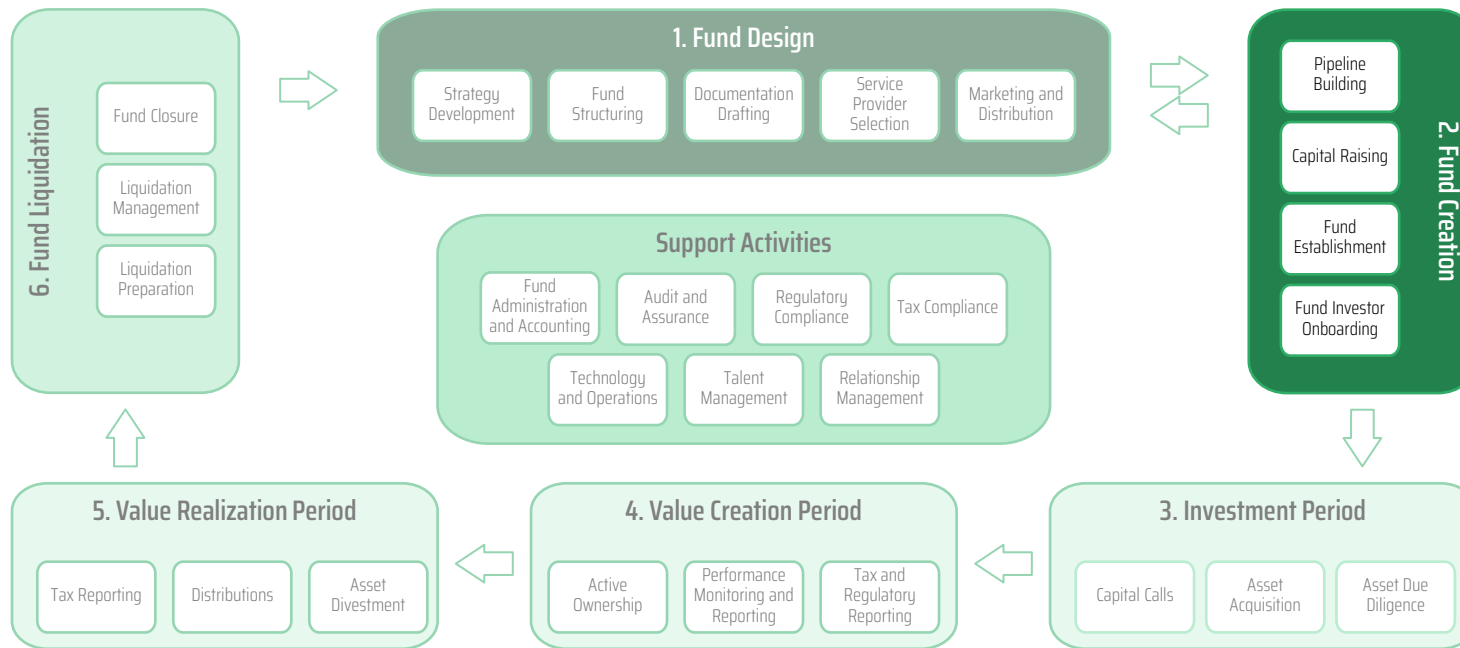 1. Fund Design
Strategy
Development
Fund
Structuring
Documentation
Drafting
Service
Provider
Selection
Marketing and
Distribution
2. Fund Creation
Pipeline
Building
Capital Raising
Fund
Establishment
Fund Investor
Onboarding
3. Investment Period
Capital Calls
Asset
Acquisition
Asset Due
Diligence
4. Value Creation Period
Active
Ownership
Performance
Monitoring and
Reporting
Tax and
Regulatory
Reporting
5. Value Realization Period
Tax Reporting
Distributions
Asset
Divestment
6. Fund Liquidation
Fund Closure
Liquidation
Management
Liquidation
Preparation
Support Activities
Fund
Administration
and Accounting
Audit and
Assurance
Regulatory
Compliance
Tax Compliance
Technology
and Operations
Talent
Management
Relationship
Management